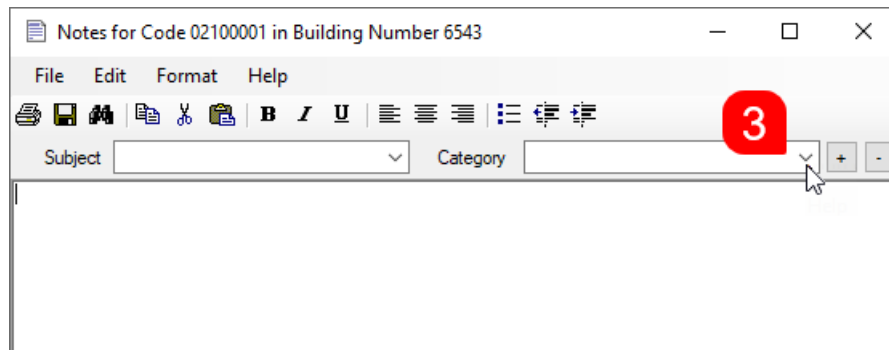 Notes for Code 02100001 in Building Number 6543
File Edit Format Help
B I U
3
Subject Category + -